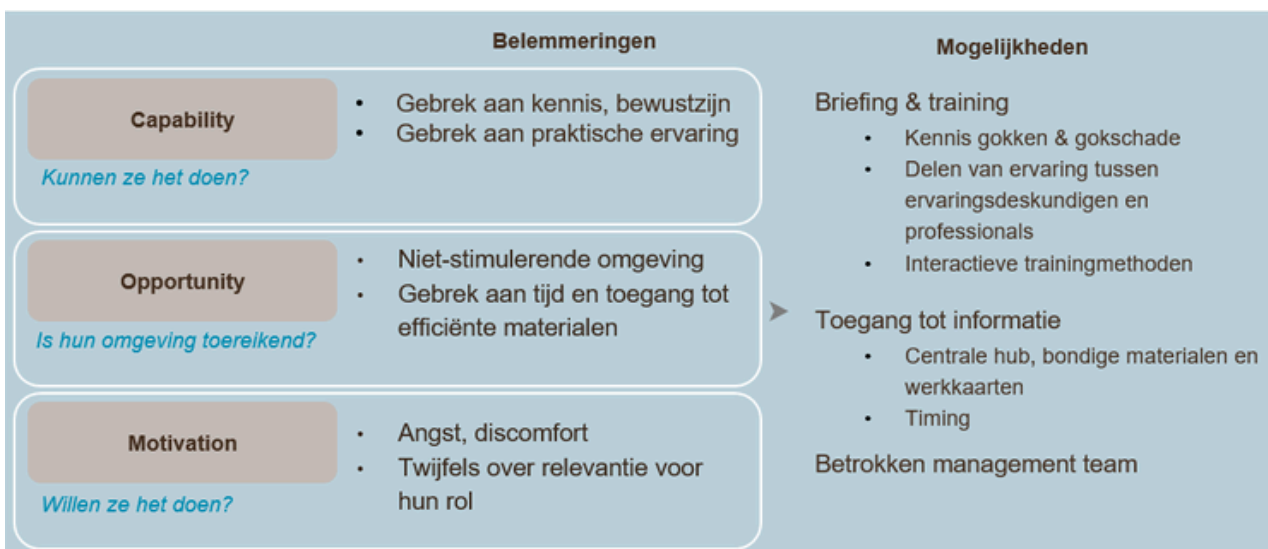 Belemmeringen
Mogelijkheden
Capability
Kunnen ze het doen?
• Gebrek aan kennis, bewustzijn
• Gebrek aan praktische ervaring
Opportunity
Is hun omgeving toereikend?
• Niet-stimulerende omgeving
• Gebrek aan tijd en toegang tot
efficiënte materialen
Motivation
Willen ze het doen?
• Angst, discomfort
• Twijfels over relevantie voor
hun rol
Briefing & training
• Kennis gokken & gokschade
• Delen van ervaring tussen
ervaringsdeskundigen en
professionals
• Interactieve trainingmethoden
Toegang tot informatie
• Centrale hub, bondige materialen en
werkkaarten
• Timing
Betrokken management team